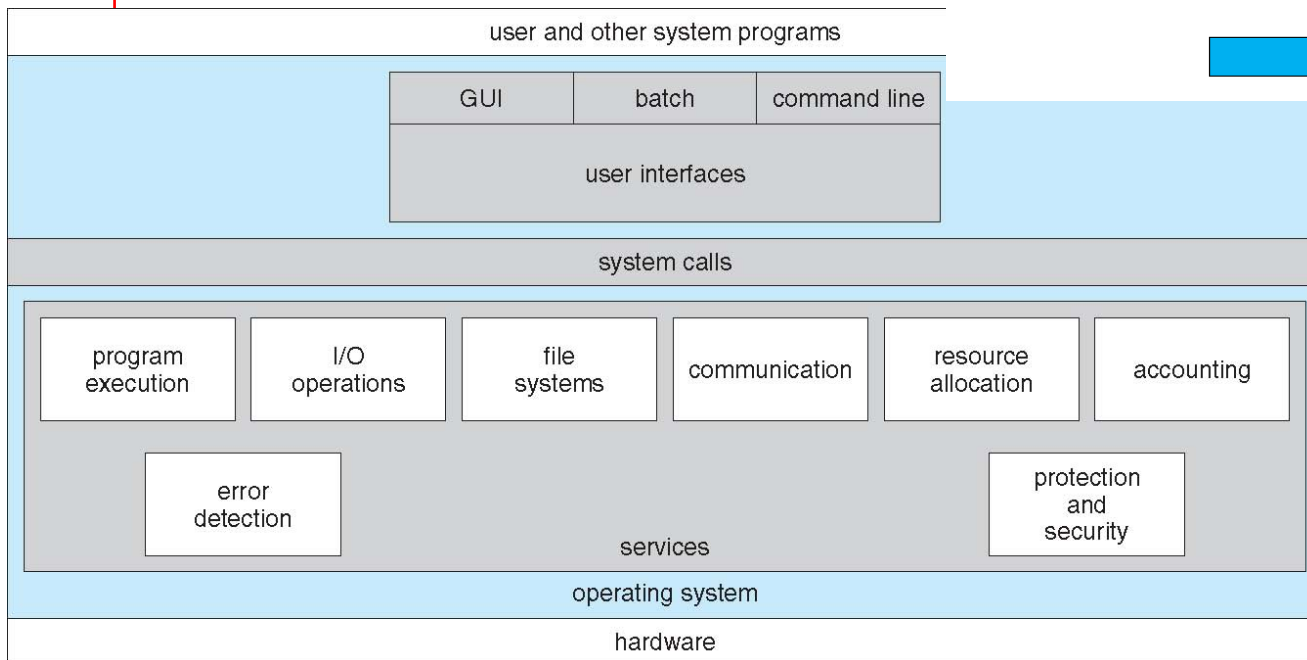 user and other system programs
GUI
batch
command line
user interfaces
system calls
program
execution
I/O
operations
file
systems
communication
resource
allocation
accounting
error
detection
protection
and
security
services
operating system
hardware